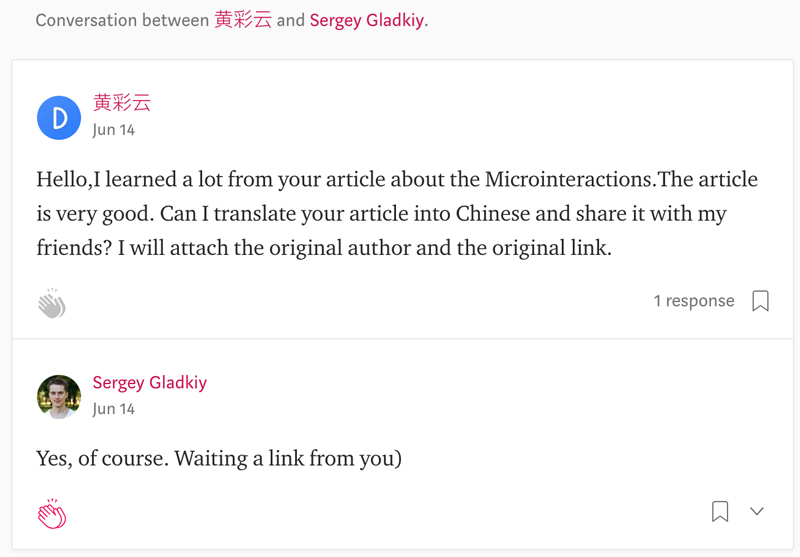 Conversation between 黄彩云 and Sergey Gladkiy.
D
黄彩云
Jun 14
Hello,I learned a lot from your article about the Microinteractions.The article
is very good. Can I translate your article into Chinese and share it with my
friends? I will attach the original author and the original link.
1 response
Sergey Gladkiy
Jun 14
Yes, of course. Waiting a link from you)